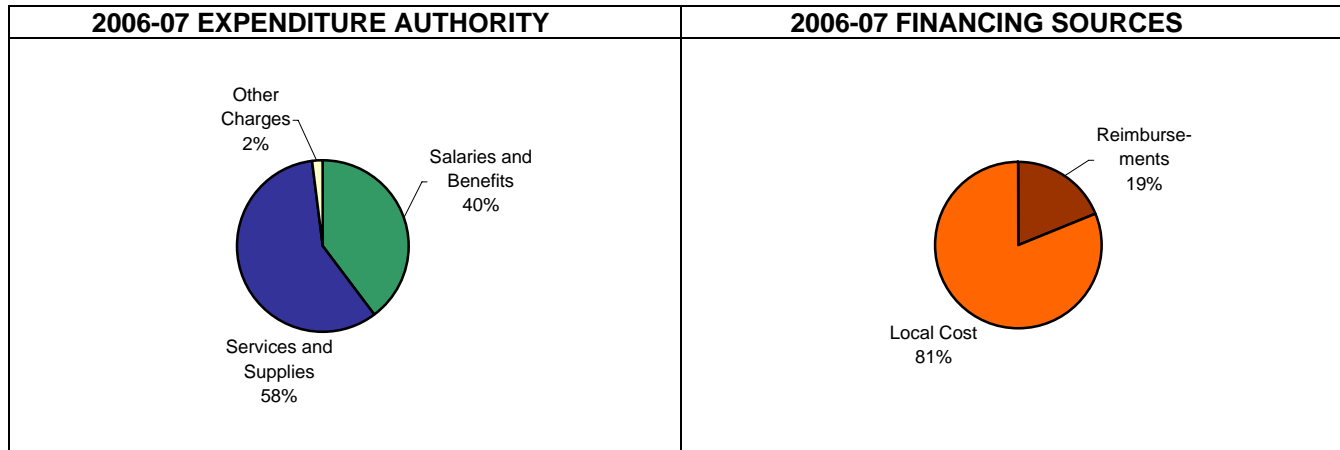 2006-07 EXPENDITURE AUTHORITY
Other
Charges
2%
Salaries and
Benefits
40%
Services and
Supplies
58%
2006-07 FINANCING SOURCES
Reimburse-
ments
19%
Local Cost
81%